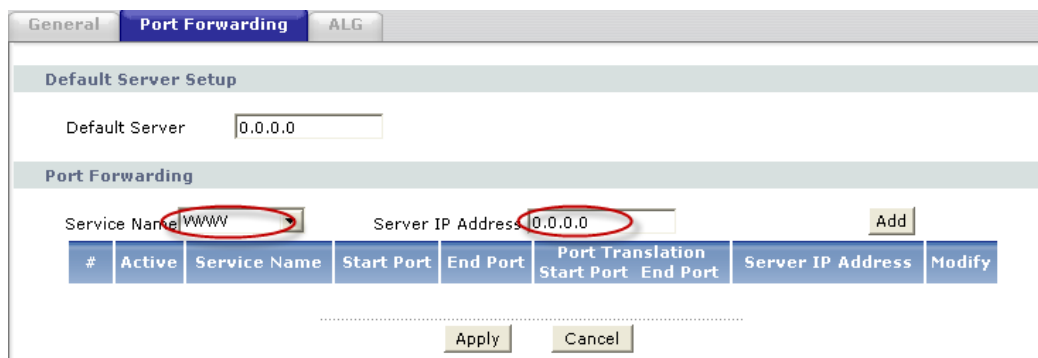 General Port Forwarding ALG
Default Server Setup
Default Server 0.0.0.0
Port Forwarding
Service Name WWW Server IP Address 0.0.0.0 Add
# Active Service Name Start Port End Port Port Translation Start Port End Port Server IP Address Modify
Apply Cancel